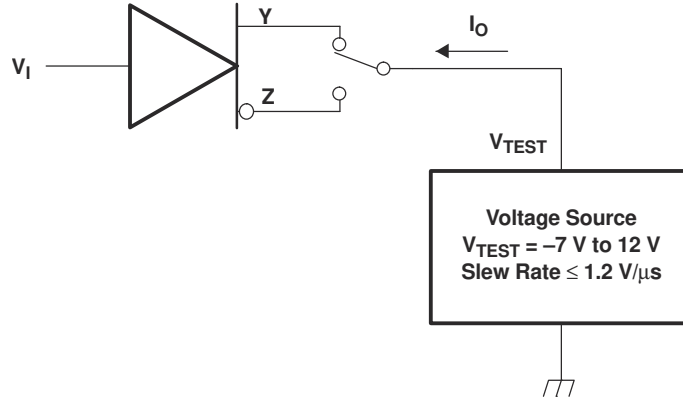 Y
I_O
V_I
Z
V_TEST
Voltage Source
V_TEST = –7 V to 12 V
Slew Rate ≤ 1.2 V/μs